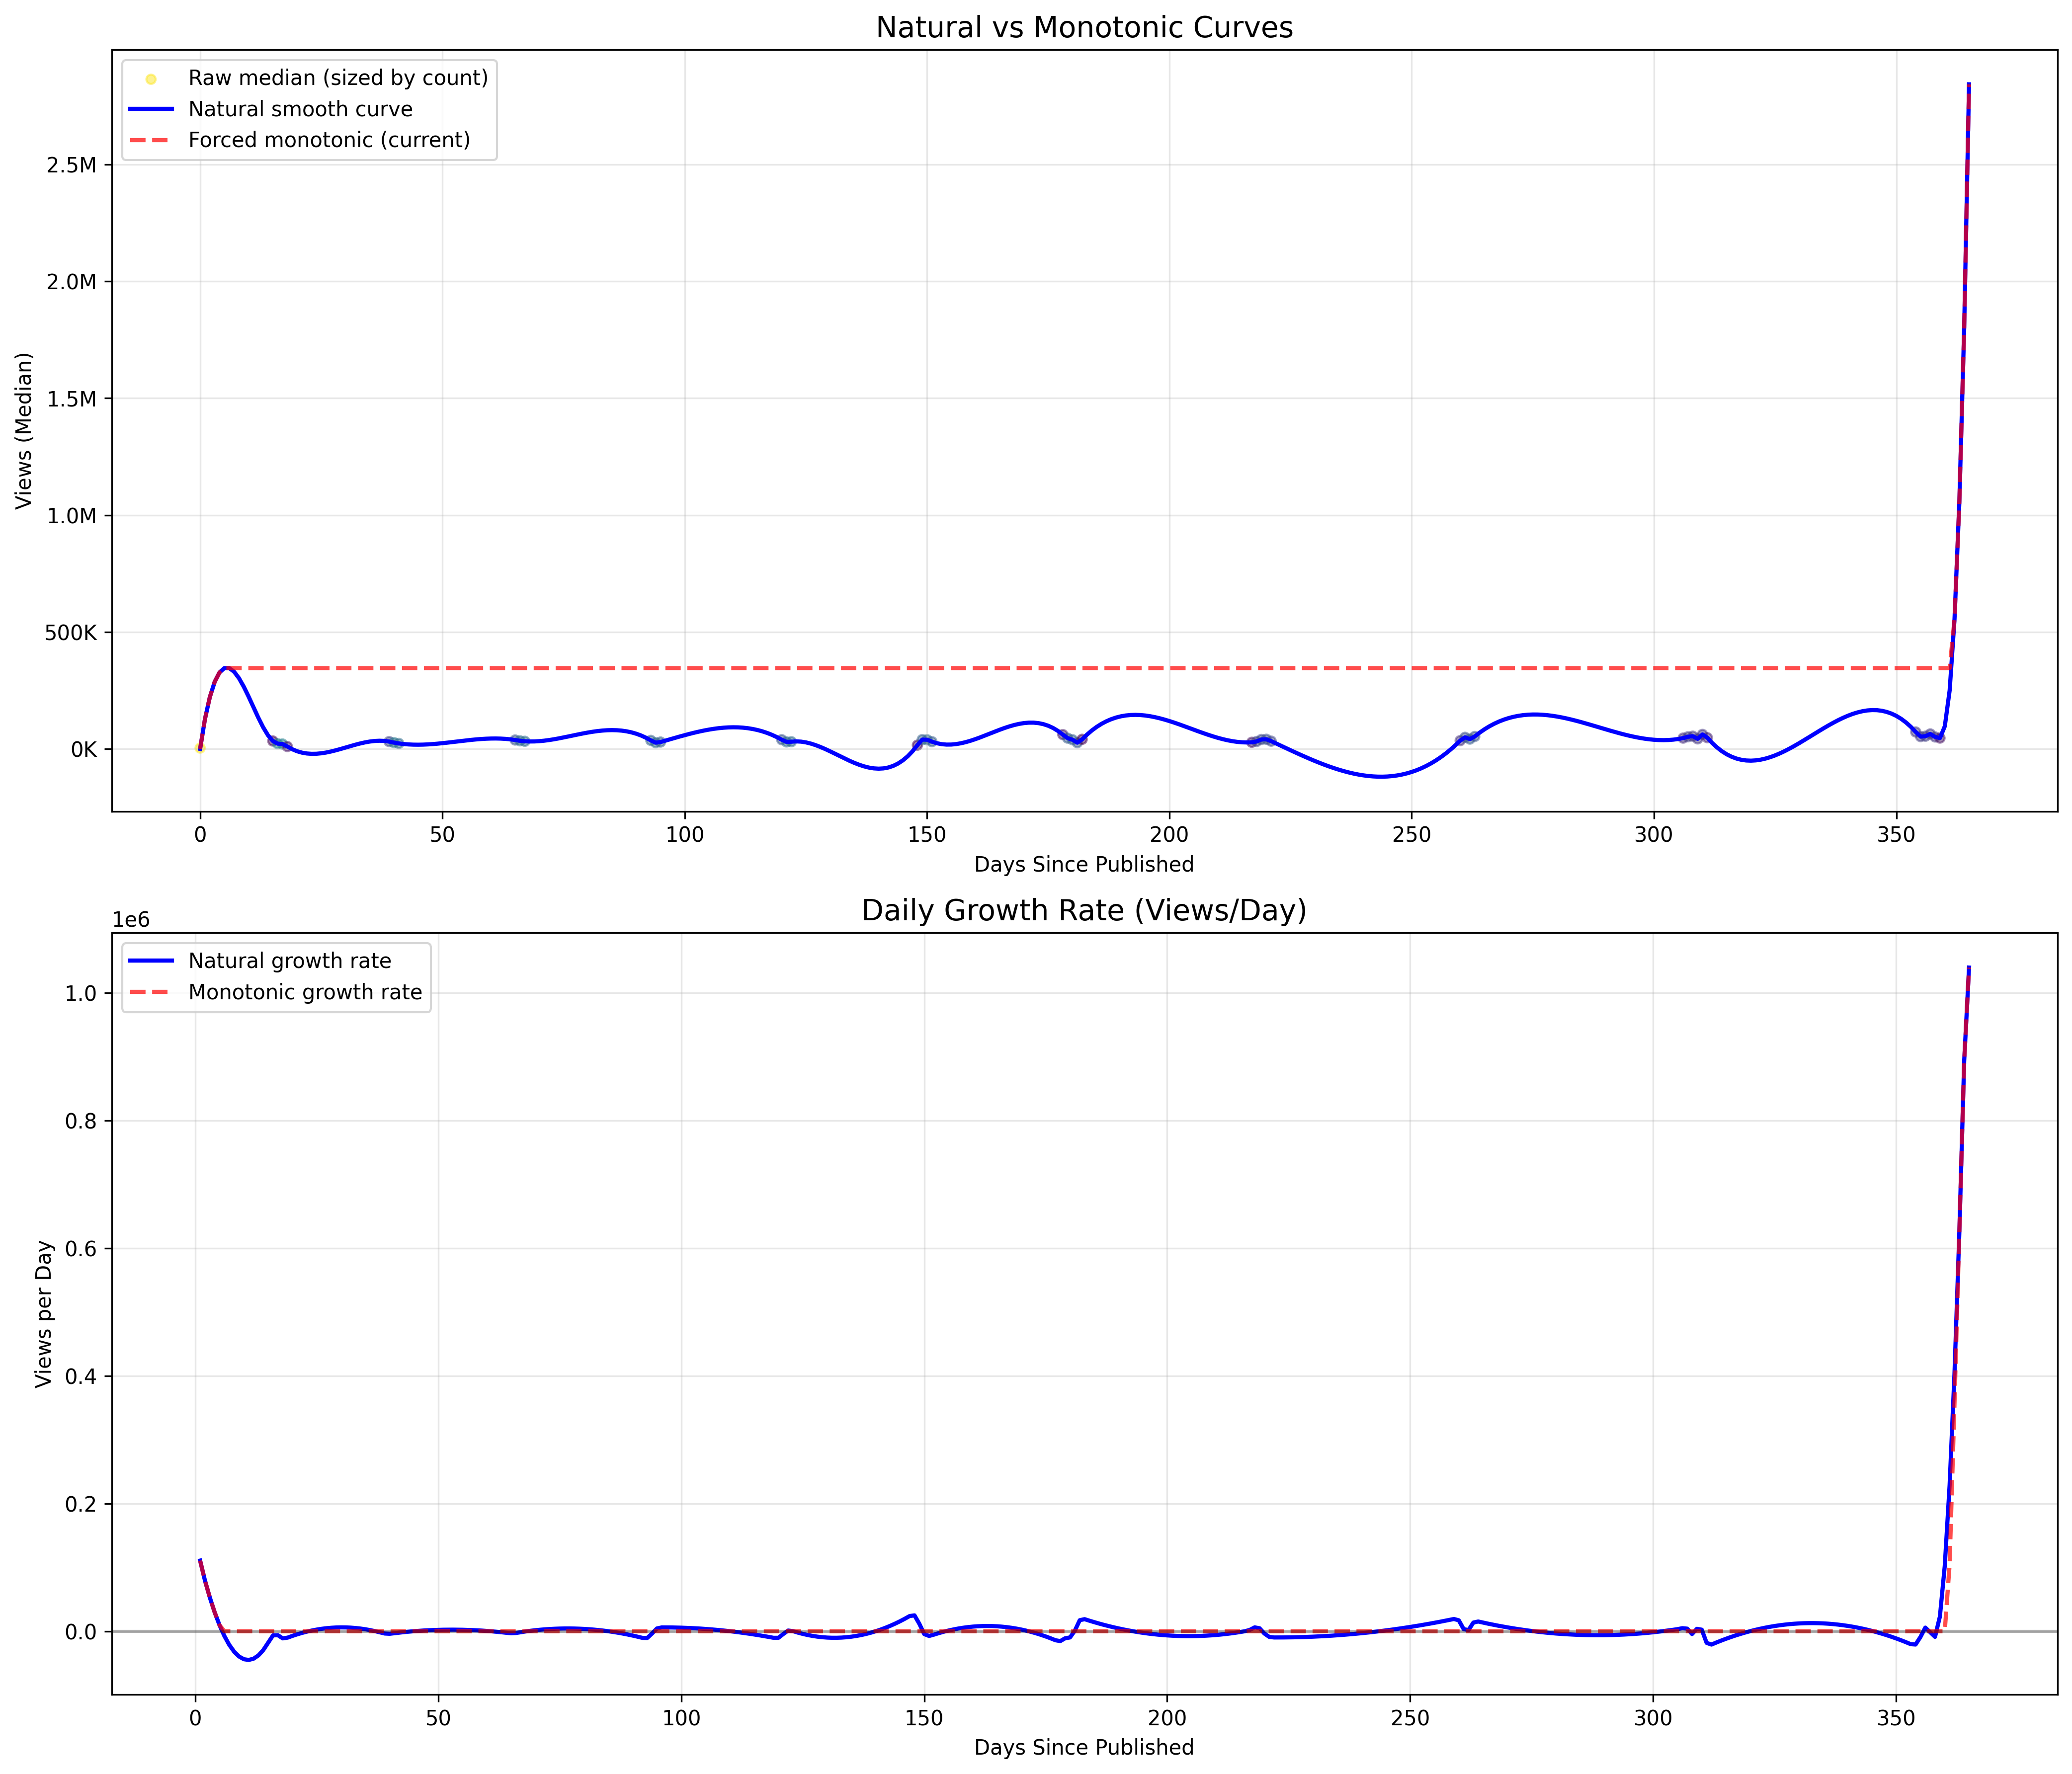 Natural vs Monotonic Curves
Raw median (sized by count)
Natural smooth curve
Forced monotonic (current)
Views (Median)
2.5M
2.0M
1.5M
1.0M
500K
0K
0 50 100 150 200 250 300 350
Days Since Published
Daily Growth Rate (Views/Day)
1e6
Natural growth rate
Monotonic growth rate
Views per Day
1.0
0.8
0.6
0.4
0.2
0.0
0 50 100 150 200 250 300 350
Days Since Published